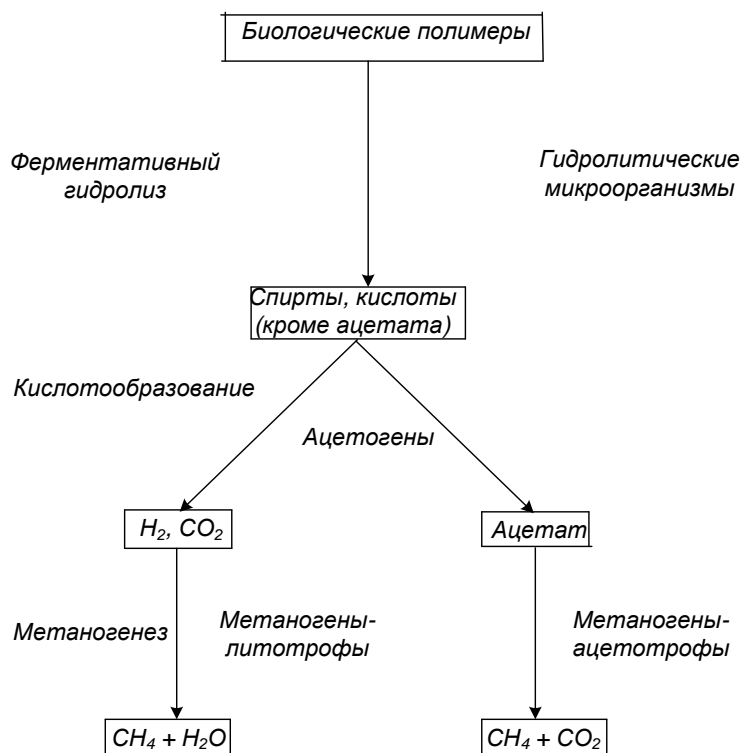 Биологические полимеры
Ферментативный
гидролиз
Гидролитические
микроорганизмы
Спирты, кислоты
(кроме ацетата)
Кислотообразование
Ацетогены
H₂, CO₂
Ацетат
Метаногенез
Метаногены-
литотрофы
Метаногены-
ацетотрофы
CH₄ + H₂O
CH₄ + CO₂